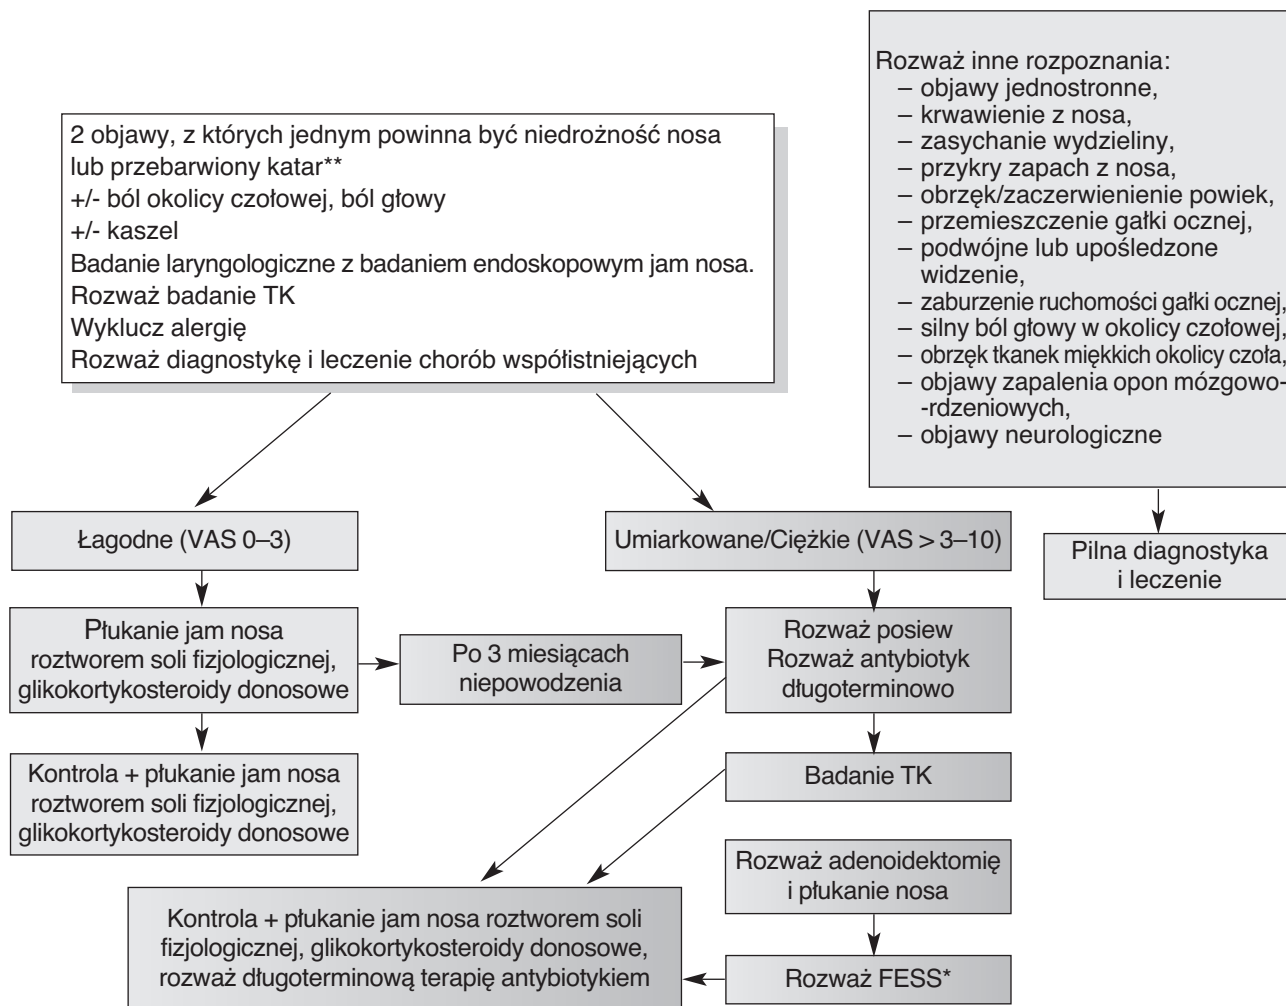 2 objawy, z których jednym powinna być niedrożność nosa
lub przebarwiony katar**
+/- ból okolicy czołowej, ból głowy
+/- kaszel
Badanie laryngologiczne z badaniem endoskopowym jam nosa.
Rozważ badanie TK
Wyklucz alergię
Rozważ diagnostykę i leczenie chorób współistniejących
Rozważ inne rozpoznania:
– objawy jednostronne,
– krwawienie z nosa,
– zasychanie wydzieliny,
– przykry zapach z nosa,
– obrzęk/zaczerwienienie powiek,
– przemieszczenie gałki ocznej,
– podwójne lub upośledzone
widzenie,
– zaburzenie ruchomości gałki ocznej,
– silny ból głowy w okolicy czołowej,
– obrzęk tkanek miękkich okolicy czoła,
– objawy zapalenia opon mózgowo-
-rdzeniowych,
– objawy neurologiczne
Łagodne (VAS 0–3)
Umiarkowane/Ciężkie (VAS > 3–10)
Pilna diagnostyka
i leczenie
Płukanie jam nosa
roztworem soli fizjologicznej,
glikokortykosteroidy donosowe
Po 3 miesiącach
niepowodzenia
Rozważ posiew
Rozważ antybiotyk
długoterminowo
Kontrola + płukanie jam nosa
roztworem soli fizjologicznej,
glikokortykosteroidy donosowe
Badanie TK
Rozważ adenoidektomię
i płukanie nosa
Kontrola + płukanie jam nosa roztworem soli
fizjologicznej, glikokortykosteroidy donosowe,
rozważ długoterminową terapię antybiotykiem
Rozważ FESS*